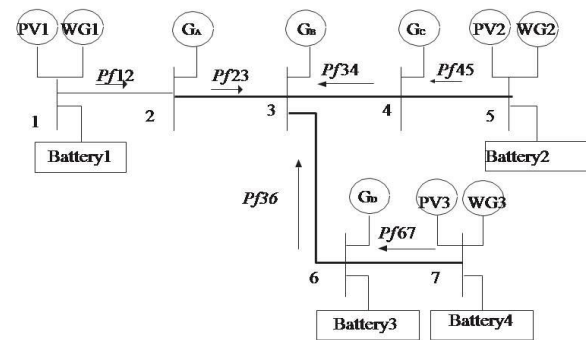 PV1 WG1 GA GB GC PV2 WG2
Pf12 Pf23 Pf34 Pf45
1 2 3 4 5
Battery1 Battery2
Pf36 GD PV3 WG3
Pf67
6 7
Battery3 Battery4